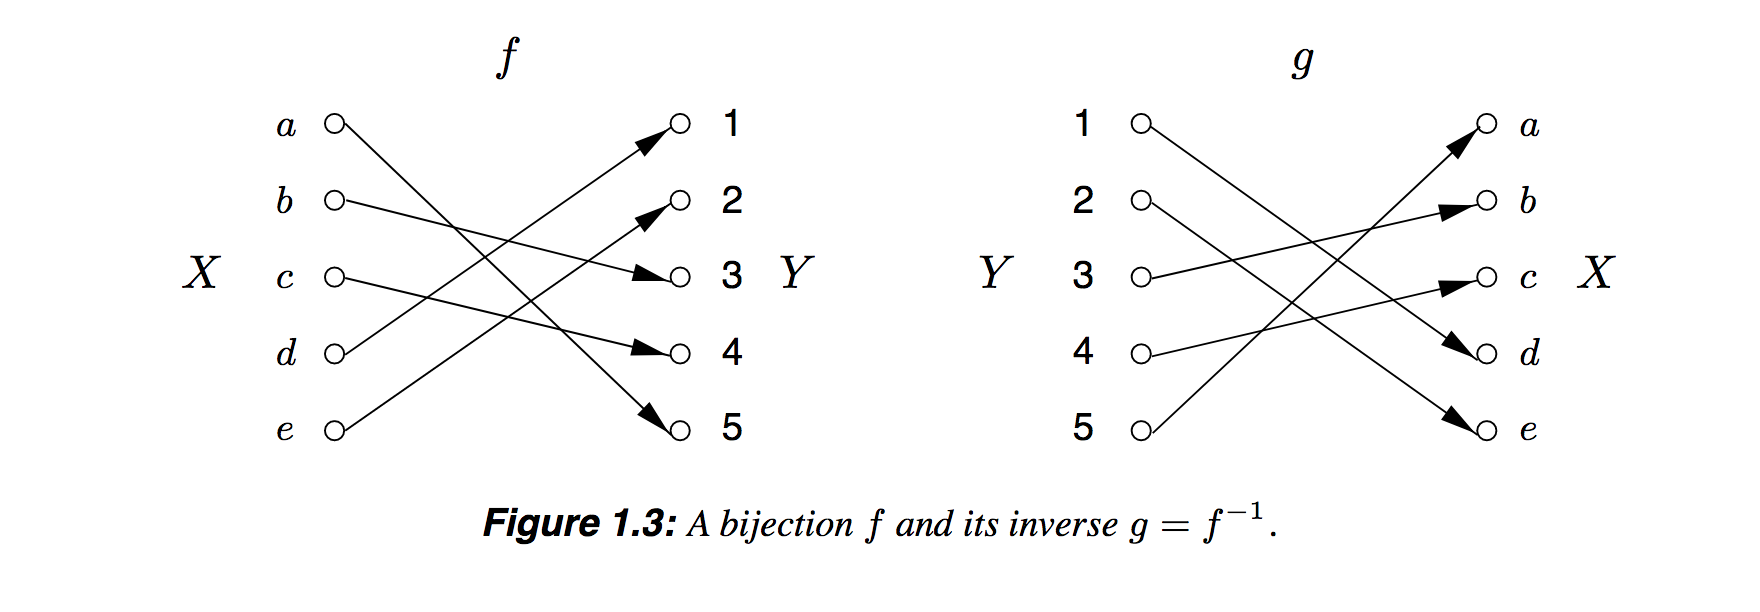 f g
a 1 1 a
b 2 2 b
X c 3 Y Y 3 c X
d 4 4 d
e 5 5 e
Figure 1.3: A bijection f and its inverse g = f⁻¹.